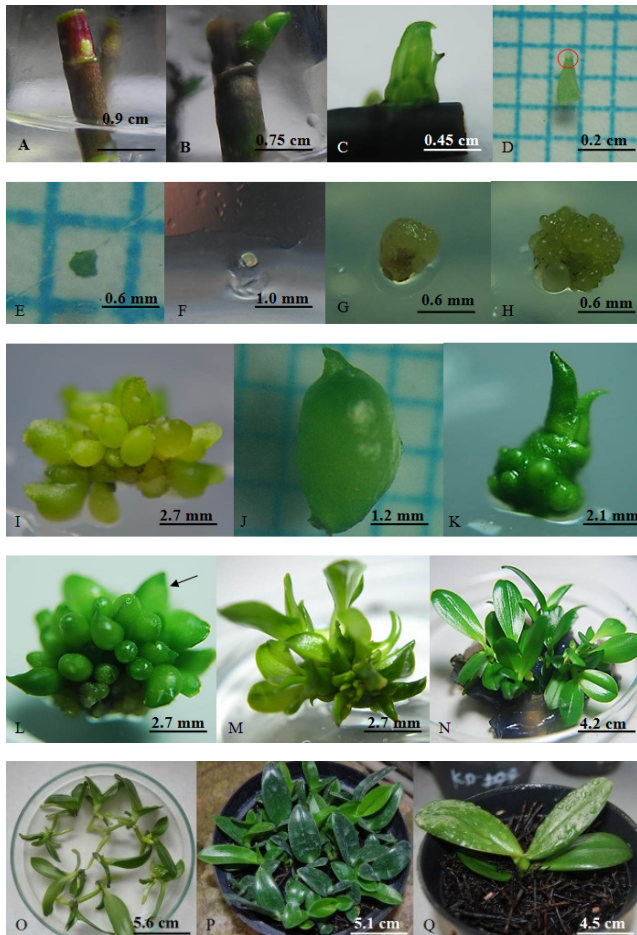 A 0.9 cm
B 0.75 cm
C 0.45 cm
D 0.2 cm
E 0.6 mm
F 1.0 mm
G 0.6 mm
H 0.6 mm
I 2.7 mm
J 1.2 mm
K 2.1 mm
L 2.7 mm
M 2.7 mm
N 4.2 cm
KD
O 5.6 cm
P 5.1 cm
Q 4.5 cm